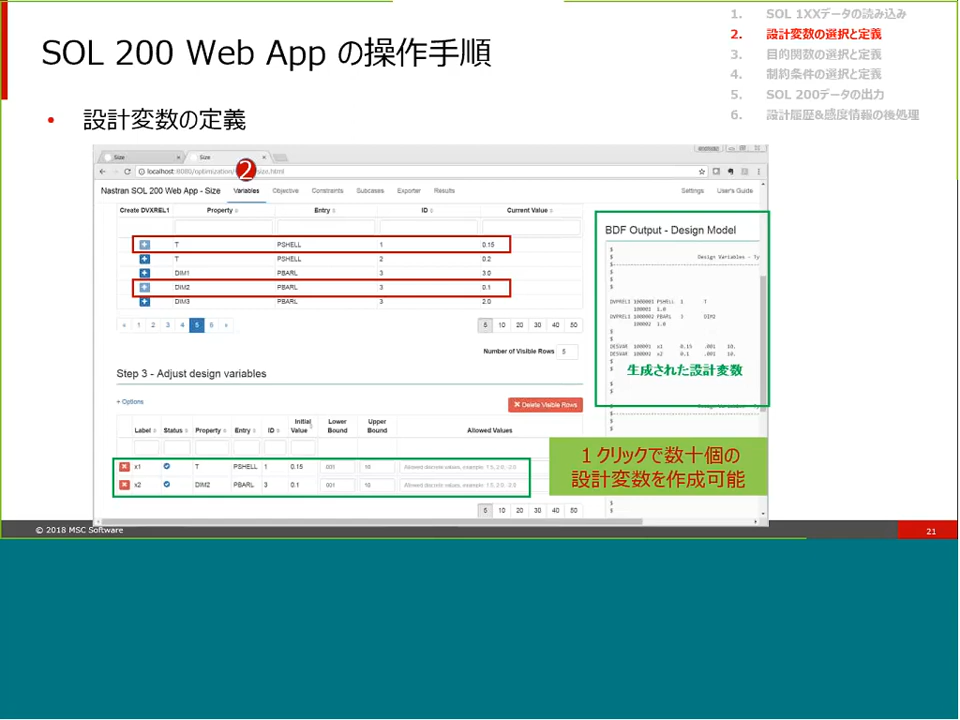 SOL 200 Web App の操作手順
1. SOL 1XXデータの読み込み
2. 設計変数の選択と定義
3. 目的関数の選択と定義
4. 制約条件の選択と定義
5. SOL 200データの出力
6. 設計履歴&感度情報の後処理
• 設計変数の定義
Size Size
2
Nastran SOL 200 Web App - Size Variables Objective Constraints Subcases Exporter Results Settings User's Guide
Create DVXREL1 Property Entry ID Current Value
T PSHELL 1 0.15
T PSHELL 2 0.2
DIM1 PBARL 3 3.0
DIM2 PBARL 3 0.1
DIM3 PBARL 3 2.0
« 1 2 3 4 5 6 » 5 10 20 30 40 50
Number of Visible Rows 5
Step 3 - Adjust design variables
+ Options
Delete Visible Rows
Label Status Property Entry ID Initial Value Lower Bound Upper Bound Allowed Values
x1 T PSHELL 1 0.15 .001 10 Allowed discrete values, example:
x2 DIM2 PBARL 3 0.1 .001 10 Allowed discrete values, example:
5 10 20 30 40 50
BDF Output - Design Model
$
$ Design Variables - Ty
$
$
DVPREL1 1000001 PSHELL 1 T
100001 1.0
DVPREL1 1000002 PBARL 3 DIM2
100002 1.0
$
$
DESVAR 100001 x1 0.15 .001 10.
DESVAR 100002 x2 0.1 .001 10.
生成された設計変数
$
１クリックで数十個の
設計変数を作成可能
© 2018 MSC Software
21